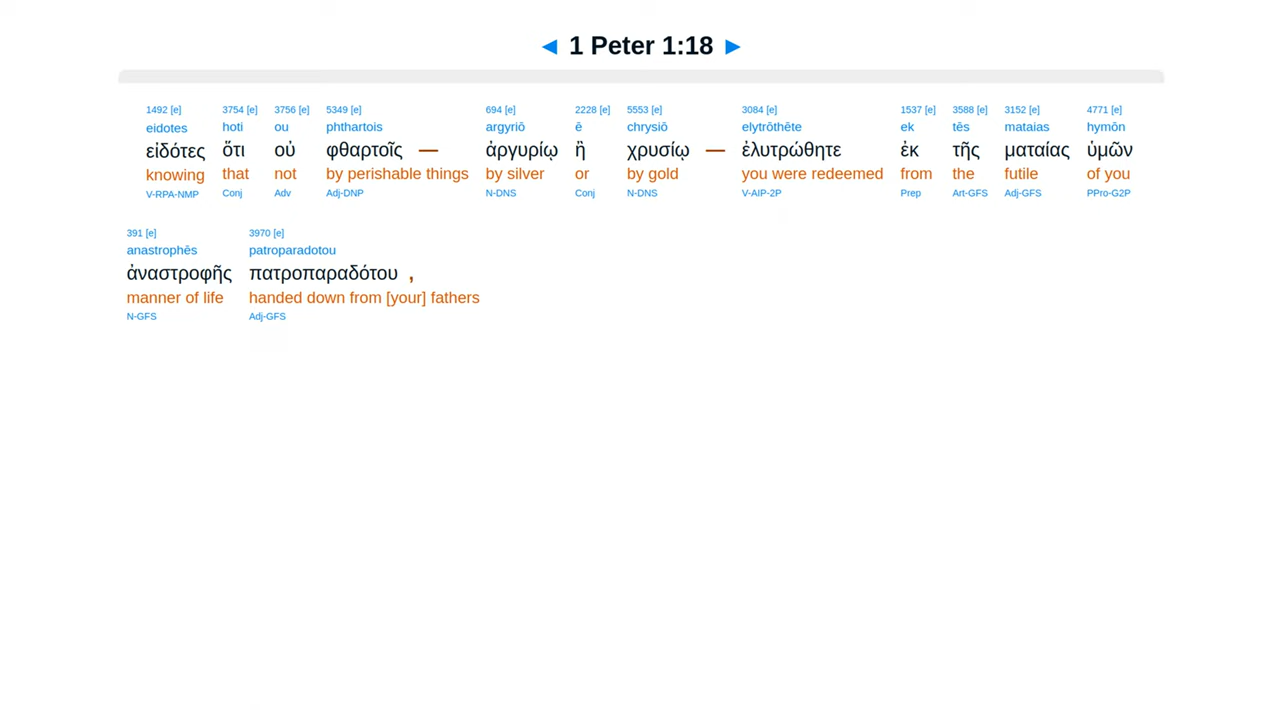 ◄ 1 Peter 1:18 ►
1492 [e] 3754 [e] 3756 [e] 5349 [e] 694 [e] 2228 [e] 5553 [e] 3084 [e] 1537 [e] 3588 [e] 3152 [e] 4771 [e]
eidotes hoti ou phthartois argyriō ē chrysiō elytrōthēte ek tēs mataias hymōn
εἰδότες ὅτι οὐ φθαρτοῖς — ἀργυρίῳ ἢ χρυσίῳ — ἐλυτρώθητε ἐκ τῆς ματαίας ὑμῶν
knowing that not by perishable things by silver or by gold you were redeemed from the futile of you
V-RPA-NMP Conj Adv Adj-DNP N-DNS Conj N-DNS V-AIP-2P Prep Art-GFS Adj-GFS PPro-G2P
391 [e] 3970 [e]
anastrophēs patroparadotou
ἀναστροφῆς πατροπαραδότου ,
manner of life handed down from [your] fathers
N-GFS Adj-GFS